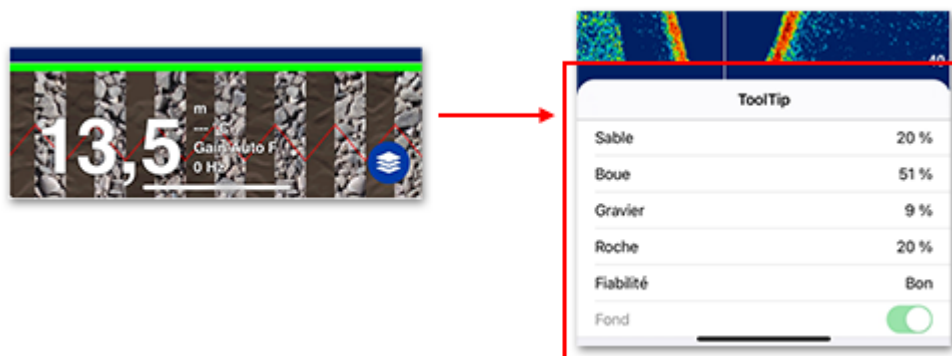 m
13,5
--- °C
Gain Auto F
0 Hz
40
ToolTip
Sable 20 %
Boue 51 %
Gravier 9 %
Roche 20 %
Fiabilité Bon
Fond